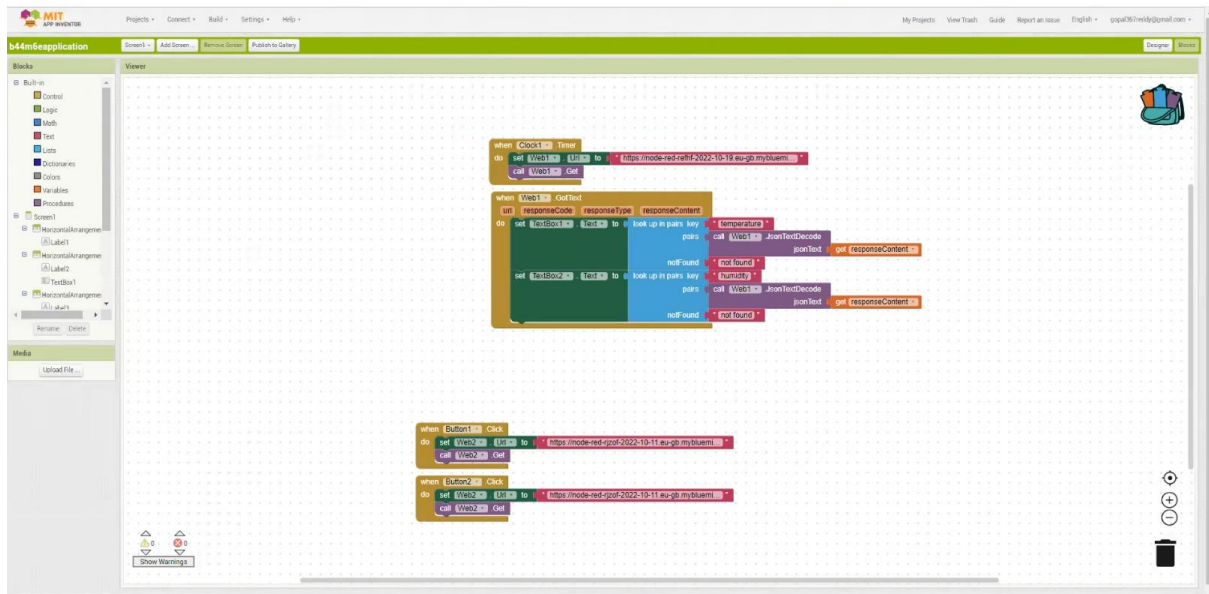 MIT
APP INVENTOR
Projects Connect Build Settings Help
My Projects View Trash Guide Report an Issue English gopal367reddy@gmail.com
b44m6eapplication
Screen1 Add Screen ... Remove Screen Publish to Gallery
Designer Blocks
Blocks
Viewer
Built-in
Control
Logic
Math
Text
Lists
Dictionaries
Colors
Variables
Procedures
Screen1
HorizontalArrangemen
Label1
HorizontalArrangemen
Label2
TextBox1
HorizontalArrangemen
Label3
Rename Delete
Media
Upload File ...
when Clock1 .Timer
do set Web1 . Url to " https://node-red-refhf-2022-10-19.eu-gb.mybluemi... "
call Web1 .Get
when Web1 .GotText
url responseCode responseType responseContent
do set TextBox1 . Text to look up in pairs key " temperature "
pairs call Web1 .JsonTextDecode
jsonText get responseContent
notFound " not found "
set TextBox2 . Text to look up in pairs key " humidity "
pairs call Web1 .JsonTextDecode
jsonText get responseContent
notFound " not found "
when Button1 .Click
do set Web2 . Url to " https://node-red-rjzof-2022-10-11.eu-gb.mybluemi... "
call Web2 .Get
when Button2 .Click
do set Web2 . Url to " https://node-red-rjzof-2022-10-11.eu-gb.mybluemi... "
call Web2 .Get
0 0
Show Warnings